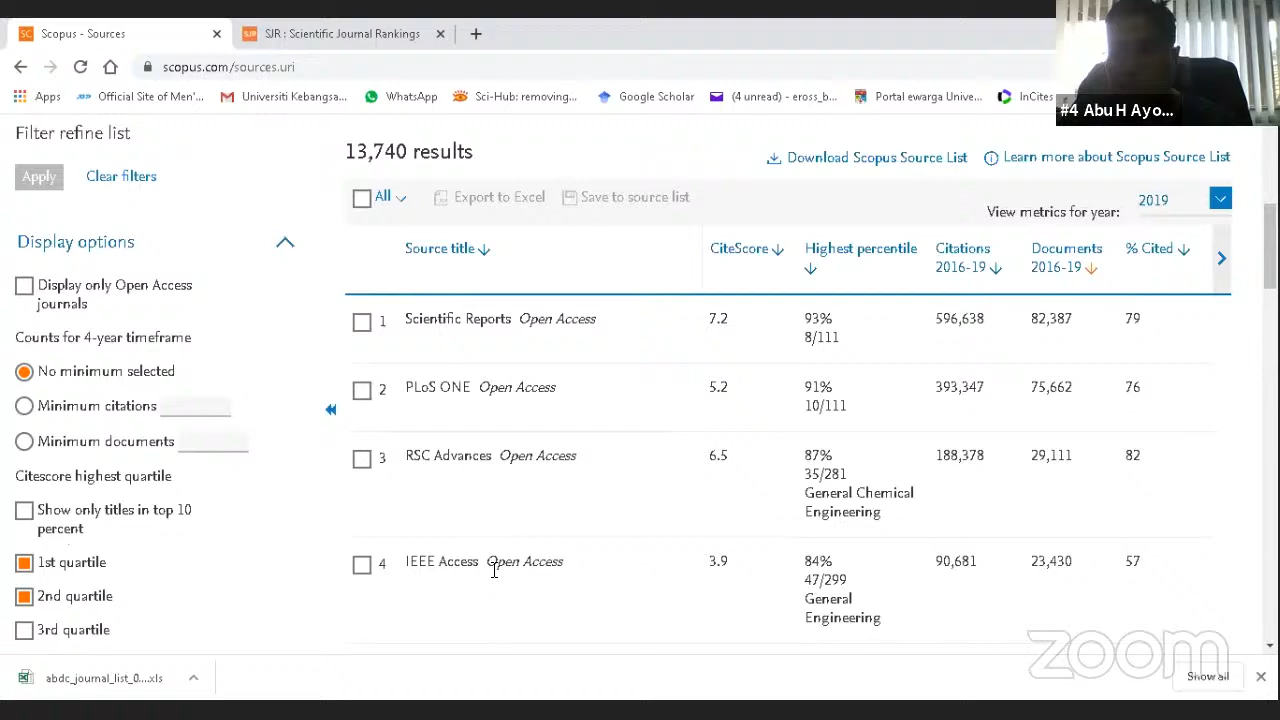 Scopus - Sources
SJR : Scientific Journal Rankings
scopus.com/sources.uri
Apps
Official Site of Men'...
Universiti Kebangsa...
WhatsApp
Sci-Hub: removing...
Google Scholar
(4 unread) - eross_b...
Portal ewarga Unive...
InCites
#4 Abu H Ayo...
Filter refine list
Apply Clear filters
Display options
Display only Open Access
journals
Counts for 4-year timeframe
No minimum selected
Minimum citations
Minimum documents
Citescore highest quartile
Show only titles in top 10
percent
1st quartile
2nd quartile
3rd quartile
13,740 results
Download Scopus Source List Learn more about Scopus Source List
All Export to Excel Save to source list
View metrics for year: 2019
Source title CiteScore Highest percentile Citations Documents % Cited
2016-19 2016-19
1 Scientific Reports Open Access 7.2 93% 596,638 82,387 79
8/111
2 PLoS ONE Open Access 5.2 91% 393,347 75,662 76
10/111
3 RSC Advances Open Access 6.5 87% 188,378 29,111 82
35/281
General Chemical
Engineering
4 IEEE Access Open Access 3.9 84% 90,681 23,430 57
47/299
General
Engineering
zoom
abdc_journal_list_0....xls
Show all